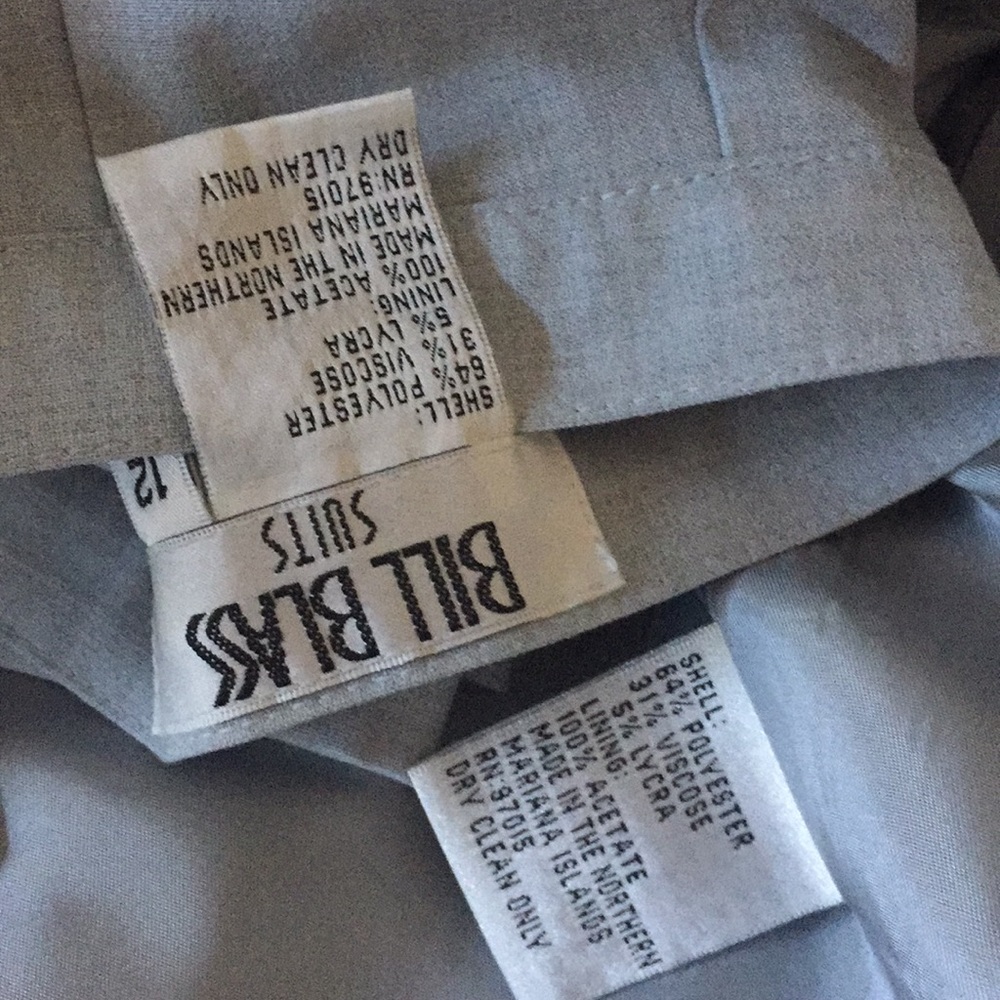 BILL BLASS
SUITS
12
SHELL:
64% POLYESTER
31% VISCOSE
5% LYCRA
LINING:
100% ACETATE
MADE IN THE NORTHERN
MARIANA ISLANDS
RN:97015
DRY CLEAN ONLY
SHELL:
64% POLYESTER
31% VISCOSE
5% LYCRA
LINING:
100% ACETATE
MADE IN THE NORTHERN
MARIANA ISLANDS
RN:97015
DRY CLEAN ONLY